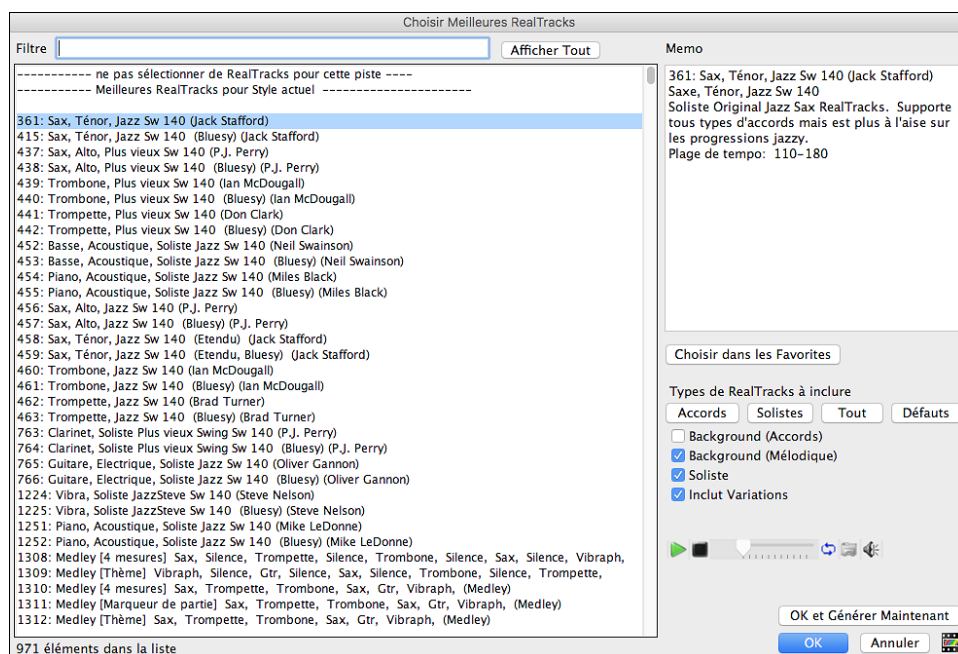 Choisir Meilleures RealTracks
Filtre
Afficher Tout
Memo
----------- ne pas sélectionner de RealTracks pour cette piste ----
----------- Meilleures RealTracks pour Style actuel ----------------------
361: Sax, Ténor, Jazz Sw 140 (Jack Stafford)
415: Sax, Ténor, Jazz Sw 140 (Bluesy) (Jack Stafford)
437: Sax, Alto, Plus vieux Sw 140 (P.J. Perry)
438: Sax, Alto, Plus vieux Sw 140 (Bluesy) (P.J. Perry)
439: Trombone, Plus vieux Sw 140 (Ian McDougall)
440: Trombone, Plus vieux Sw 140 (Bluesy) (Ian McDougall)
441: Trompette, Plus vieux Sw 140 (Don Clark)
442: Trompette, Plus vieux Sw 140 (Bluesy) (Don Clark)
452: Basse, Acoustique, Soliste Jazz Sw 140 (Neil Swainson)
453: Basse, Acoustique, Soliste Jazz Sw 140 (Bluesy) (Neil Swainson)
454: Piano, Acoustique, Soliste Jazz Sw 140 (Miles Black)
455: Piano, Acoustique, Soliste Jazz Sw 140 (Bluesy) (Miles Black)
456: Sax, Alto, Jazz Sw 140 (P.J. Perry)
457: Sax, Alto, Jazz Sw 140 (Bluesy) (P.J. Perry)
458: Sax, Ténor, Jazz Sw 140 (Etendu) (Jack Stafford)
459: Sax, Ténor, Jazz Sw 140 (Etendu, Bluesy) (Jack Stafford)
460: Trombone, Jazz Sw 140 (Ian McDougall)
461: Trombone, Jazz Sw 140 (Bluesy) (Ian McDougall)
462: Trompette, Jazz Sw 140 (Brad Turner)
463: Trompette, Jazz Sw 140 (Bluesy) (Brad Turner)
763: Clarinet, Soliste Plus vieux Swing Sw 140 (P.J. Perry)
764: Clarinet, Soliste Plus vieux Swing Sw 140 (Bluesy) (P.J. Perry)
765: Guitare, Electrique, Soliste Jazz Sw 140 (Oliver Gannon)
766: Guitare, Electrique, Soliste Jazz Sw 140 (Bluesy) (Oliver Gannon)
1224: Vibra, Soliste JazzSteve Sw 140 (Steve Nelson)
1225: Vibra, Soliste JazzSteve Sw 140 (Bluesy) (Steve Nelson)
1251: Piano, Acoustique, Soliste Jazz Sw 140 (Mike LeDonne)
1252: Piano, Acoustique, Soliste Jazz Sw 140 (Bluesy) (Mike LeDonne)
1308: Medley [4 mesures] Sax, Silence, Trompette, Silence, Trombone, Silence, Sax, Silence, Vibraph,
1309: Medley [Thème] Vibraph, Silence, Gtr, Silence, Sax, Silence, Trombone, Silence, Trompette,
1310: Medley [4 mesures] Sax, Trompette, Trombone, Sax, Gtr, Vibraph, (Medley)
1311: Medley [Marqueur de partie] Sax, Trompette, Trombone, Sax, Gtr, Vibraph, (Medley)
1312: Medley [Thème] Sax, Trompette, Trombone, Sax, Gtr, Vibraph, (Medley)
971 éléments dans la liste
361: Sax, Ténor, Jazz Sw 140 (Jack Stafford)
Saxe, Ténor, Jazz Sw 140
Soliste Original Jazz Sax RealTracks. Supporte
tous types d'accords mais est plus à l'aise sur
les progressions jazzy.
Plage de tempo: 110-180
Choisir dans les Favorites
Types de RealTracks à inclure
Accords Solistes Tout Défauts
Background (Accords)
Background (Mélodique)
Soliste
Inclut Variations
OK et Générer Maintenant
OK Annuler